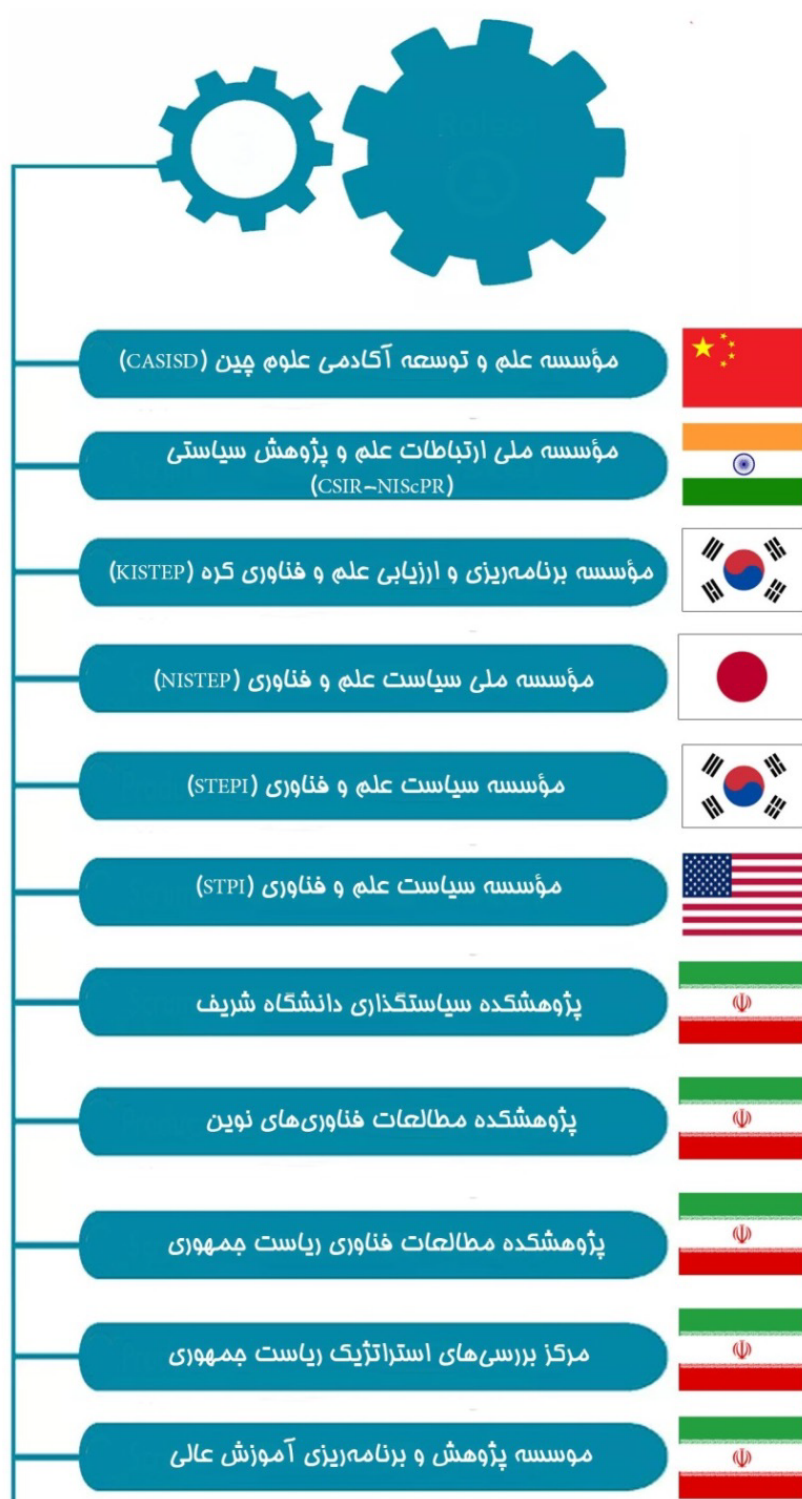 مؤسسه علم و توسعه آکادمی علوم چین (CASISD)
مؤسسه ملی ارتباطات علم و پژوهش سیاستی
(CSIR–NIScPR)
مؤسسه برنامه‌ریزی و ارزیابی علم و فناوری کره (KISTEP)
مؤسسه ملی سیاست علم و فناوری (NISTEP)
مؤسسه سیاست علم و فناوری (STEPI)
مؤسسه سیاست علم و فناوری (STPI)
پژوهشکده سیاستگذاری دانشگاه شریف
پژوهشکده مطالعات فناوری‌های نوین
پژوهشکده مطالعات فناوری ریاست جمهوری
مرکز بررسی‌های استراتژیک ریاست جمهوری
موسسه پژوهش و برنامه‌ریزی آموزش عالی